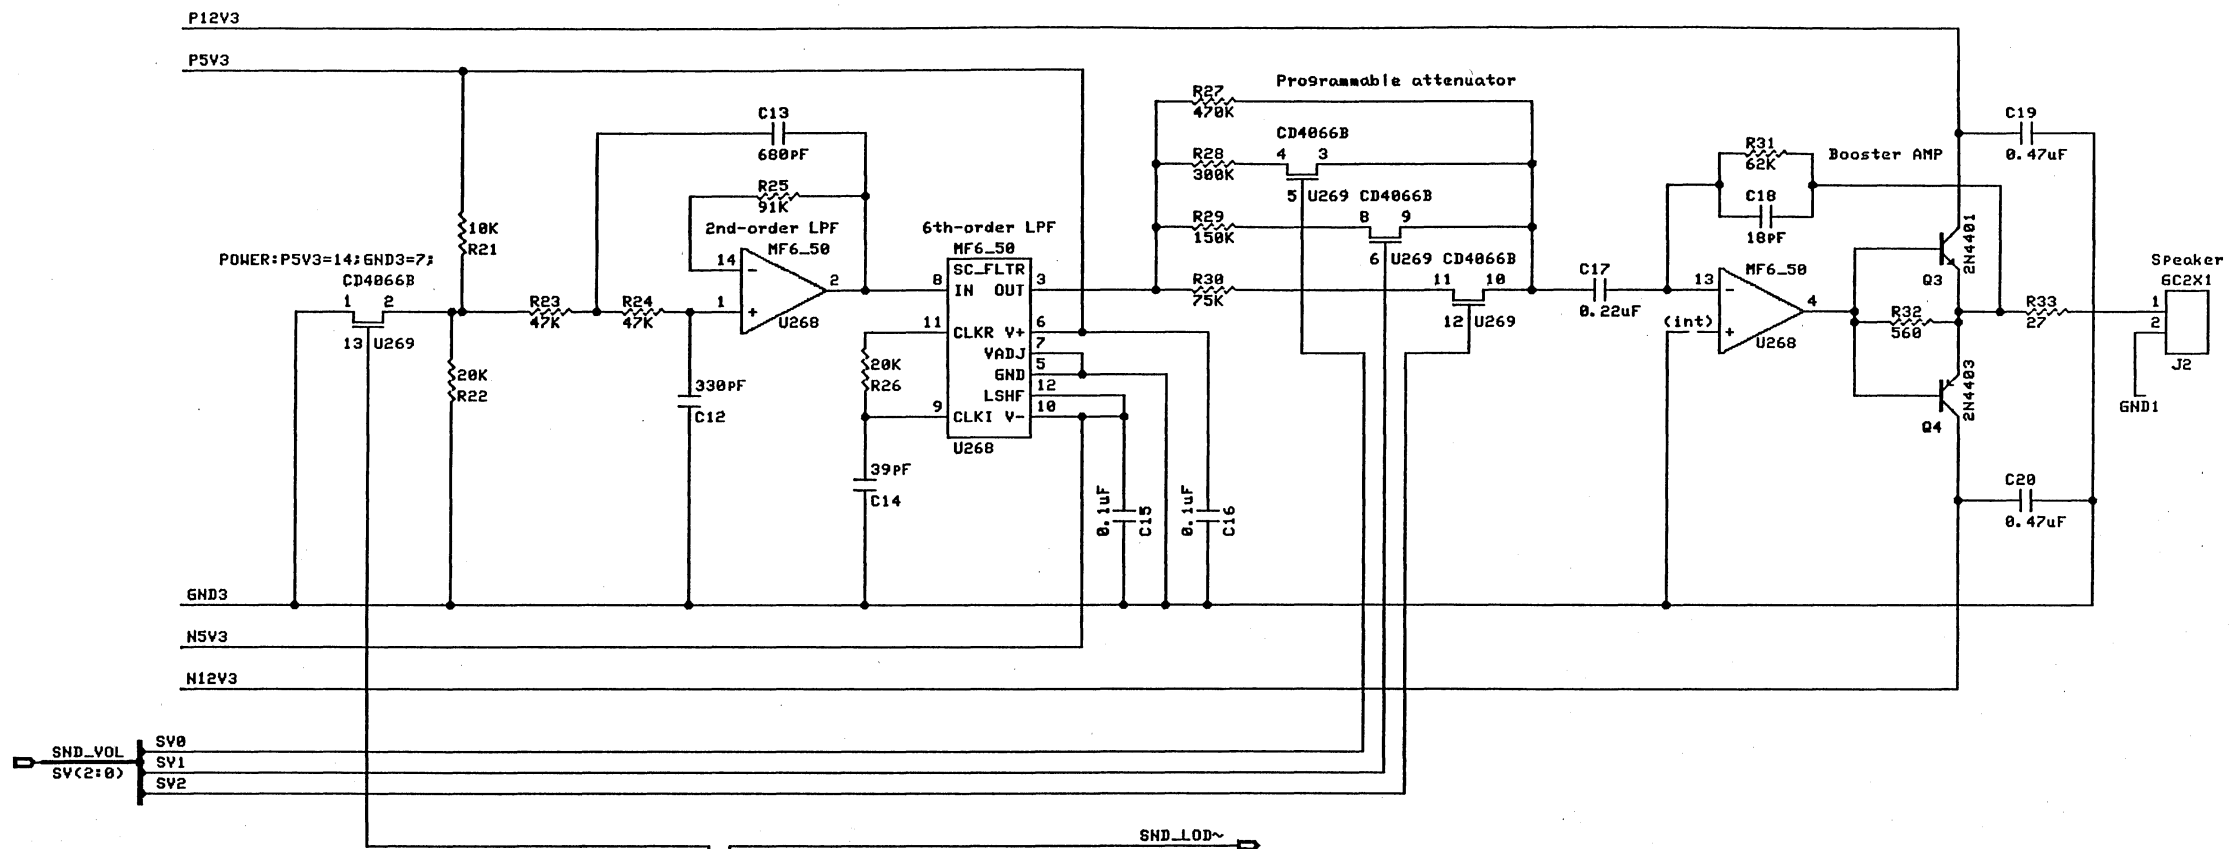 P12V3
P5V3
Programmable attenuator
R27
470K
C13
680pF
CD4066B
4 3
R28
300K
5 U269
C19
0.47uF
R31
62K
Booster AMP
C18
18pF
R25
91K
CD4066B
8 9
R29
150K
6 U269
10K
R21
2nd-order LPF
MF6_50
14 -
2
1 +
U268
6th-order LPF
MF6_50
SC_FLTR
8 IN OUT 3
11 CLKR V+ 6
VADJ 7
GND 5
LSHF 12
9 CLKI V- 10
U268
CD4066B
11 10
R30
75K
12 U269
C17
0.22uF
MF6_50
13 -
4
(int) +
U268
2N4401
Q3
R32
560
2N4403
Q4
R33
27
Speaker
GC2X1
1
2
J2
GND1
POWER:P5V3=14;GND3=7;
CD4066B
1 2
13 U269
R23
47K
R24
47K
20K
R22
330pF
C12
20K
R26
39pF
C14
0.1uF
C15
0.1uF
C16
C20
0.47uF
GND3
N5V3
N12V3
SND_VOL
SV(2:0)
SV0
SV1
SV2
SND_LOD~